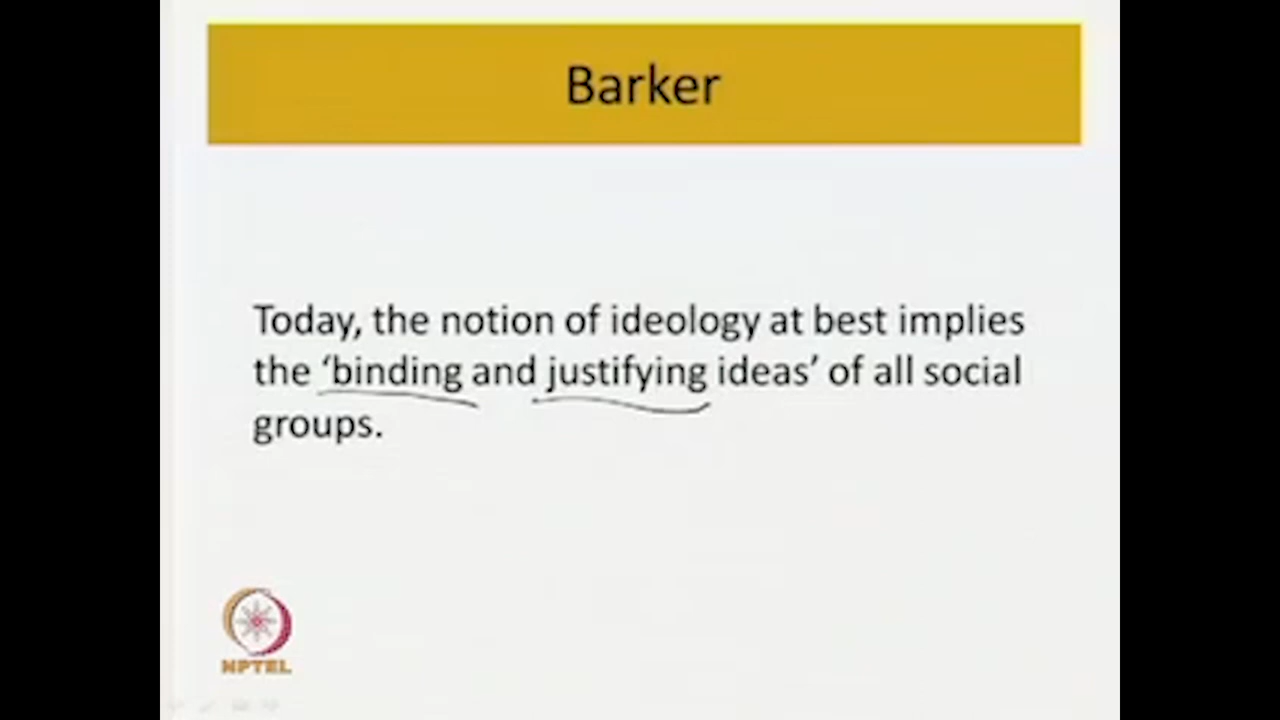 Barker
Today, the notion of ideology at best implies
the ‘binding and justifying ideas’ of all social
groups.
NPTEL